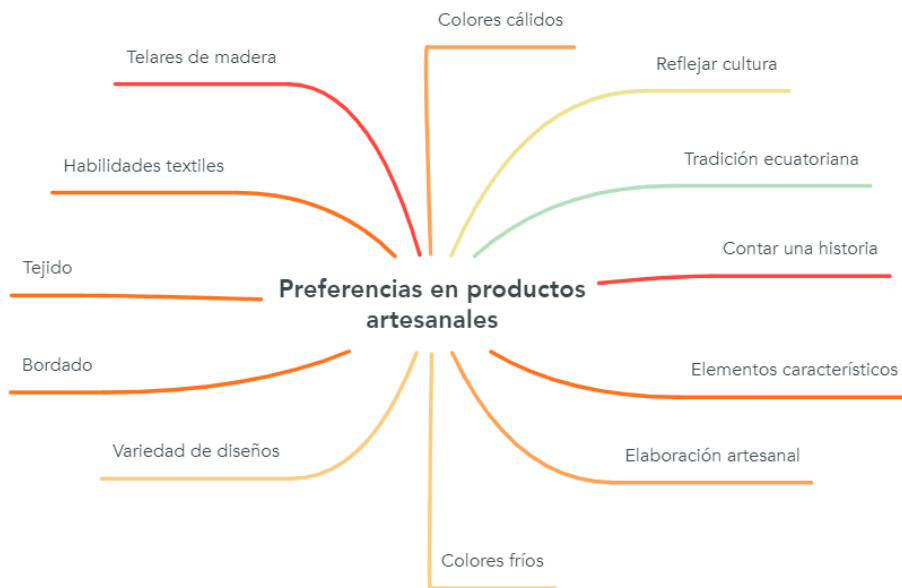 Colores cálidos
Telares de madera
Reflejar cultura
Habilidades textiles
Tradición ecuatoriana
Contar una historia
Tejido
Preferencias en productos
artesanales
Bordado
Elementos característicos
Variedad de diseños
Elaboración artesanal
Colores fríos